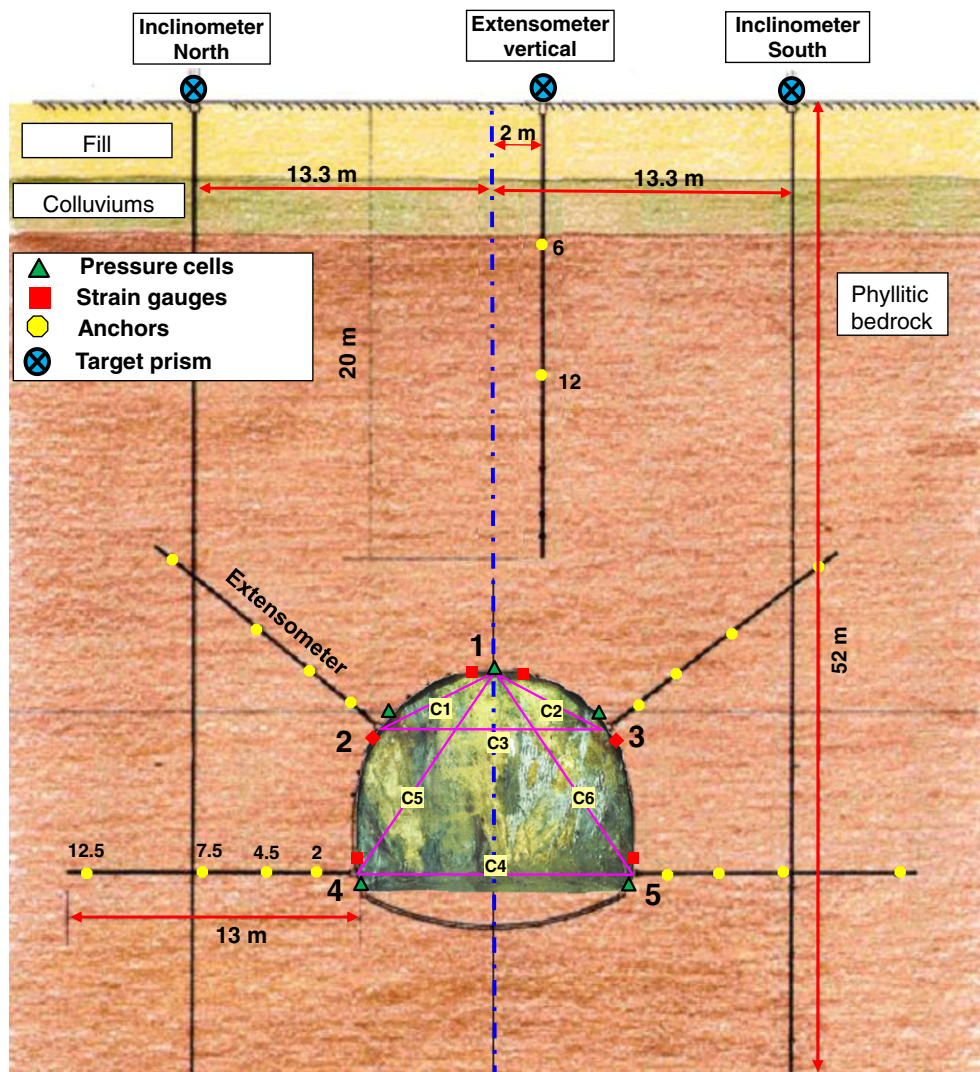 Inclinometer
North
Extensometer
vertical
Inclinometer
South
2 m
Fill
13.3 m
13.3 m
Colluviums
6
Pressure cells
Strain gauges
Anchors
Target prism
Phyllitic
bedrock
20 m
12
Extensometer
52 m
1
C1
C2
2
3
C3
C5
C6
12.5
7.5
4.5
2
C4
4
5
13 m